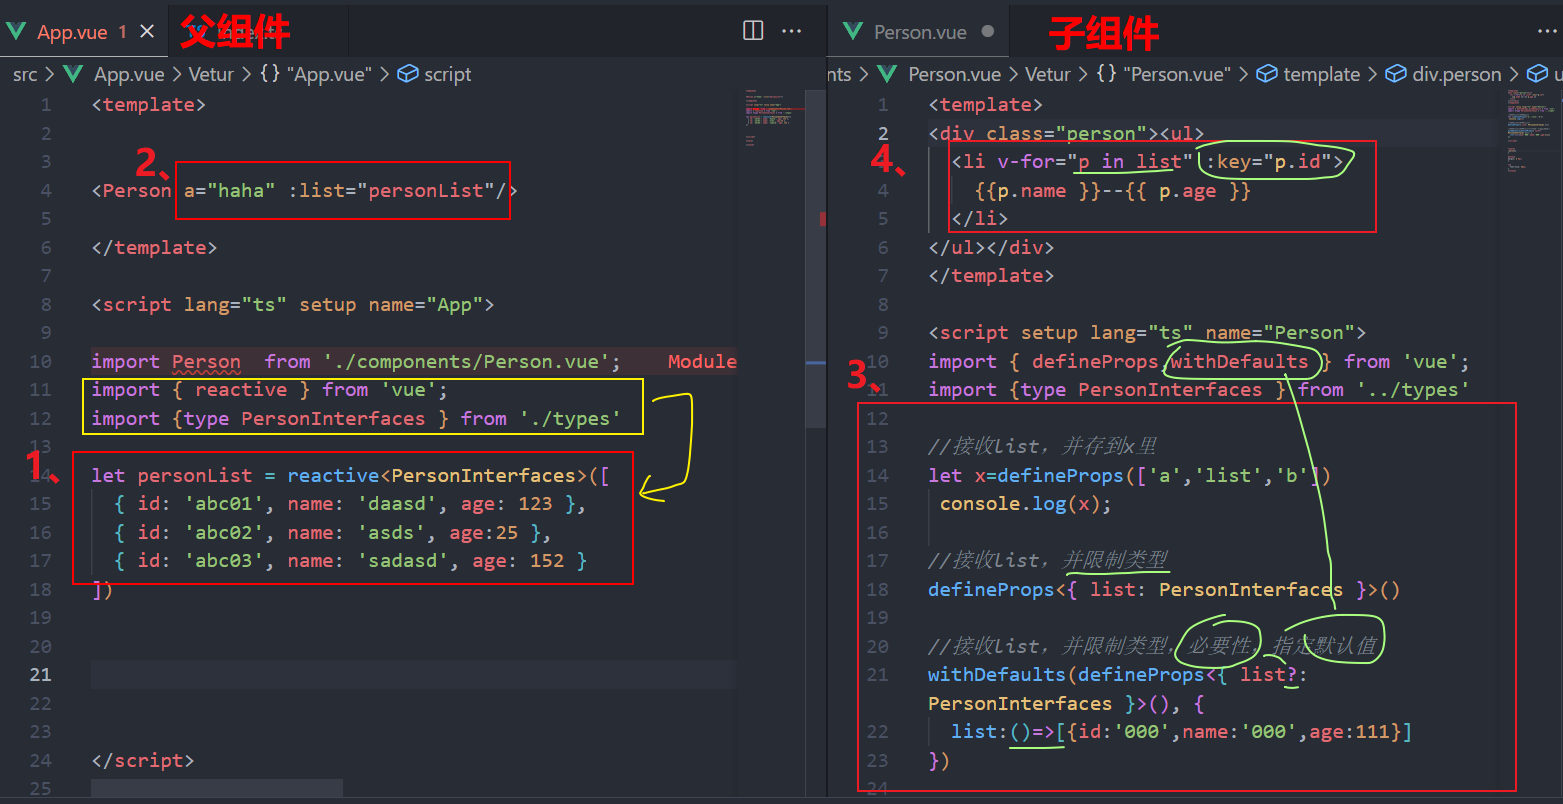 App.vue 1
父组件
src > App.vue > Vetur > {} "App.vue" > script
1 <template>
2
3
2、
4 <Person a="haha" :list="personList"/>
5
6 </template>
7
8 <script lang="ts" setup name="App">
9
10 import Person  from './components/Person.vue';    Module
11 import { reactive } from 'vue';
12 import {type PersonInterfaces } from './types'
13
1、
14 let personList = reactive<PersonInterfaces>([
15   { id: 'abc01', name: 'daasd', age: 123 },
16   { id: 'abc02', name: 'asds', age:25 },
17   { id: 'abc03', name: 'sadasd', age: 152 }
18 ])
19
20
21
22
23
24 </script>
25
Person.vue
子组件
nts > Person.vue > Vetur > {} "Person.vue" > template > div.person > u
1 <template>
2 <div class="person"><ul>
4、
3   <li v-for="p in list" :key="p.id">
4     {{p.name }}--{{ p.age }}
5   </li>
6 </ul></div>
7 </template>
8
9 <script setup lang="ts" name="Person">
10 import { defineProps,withDefaults } from 'vue';
3、
11 import {type PersonInterfaces } from '../types'
12
13 //接收list，并存到x里
14 let x=defineProps(['a','list','b'])
15  console.log(x);
16
17 //接收list，并限制类型
18 defineProps<{ list: PersonInterfaces }>()
19
20 //接收list，并限制类型，必要性，指定默认值
21 withDefaults(defineProps<{ list?:
PersonInterfaces }>(), {
22   list:()=>[{id:'000',name:'000',age:111}]
23 })
24